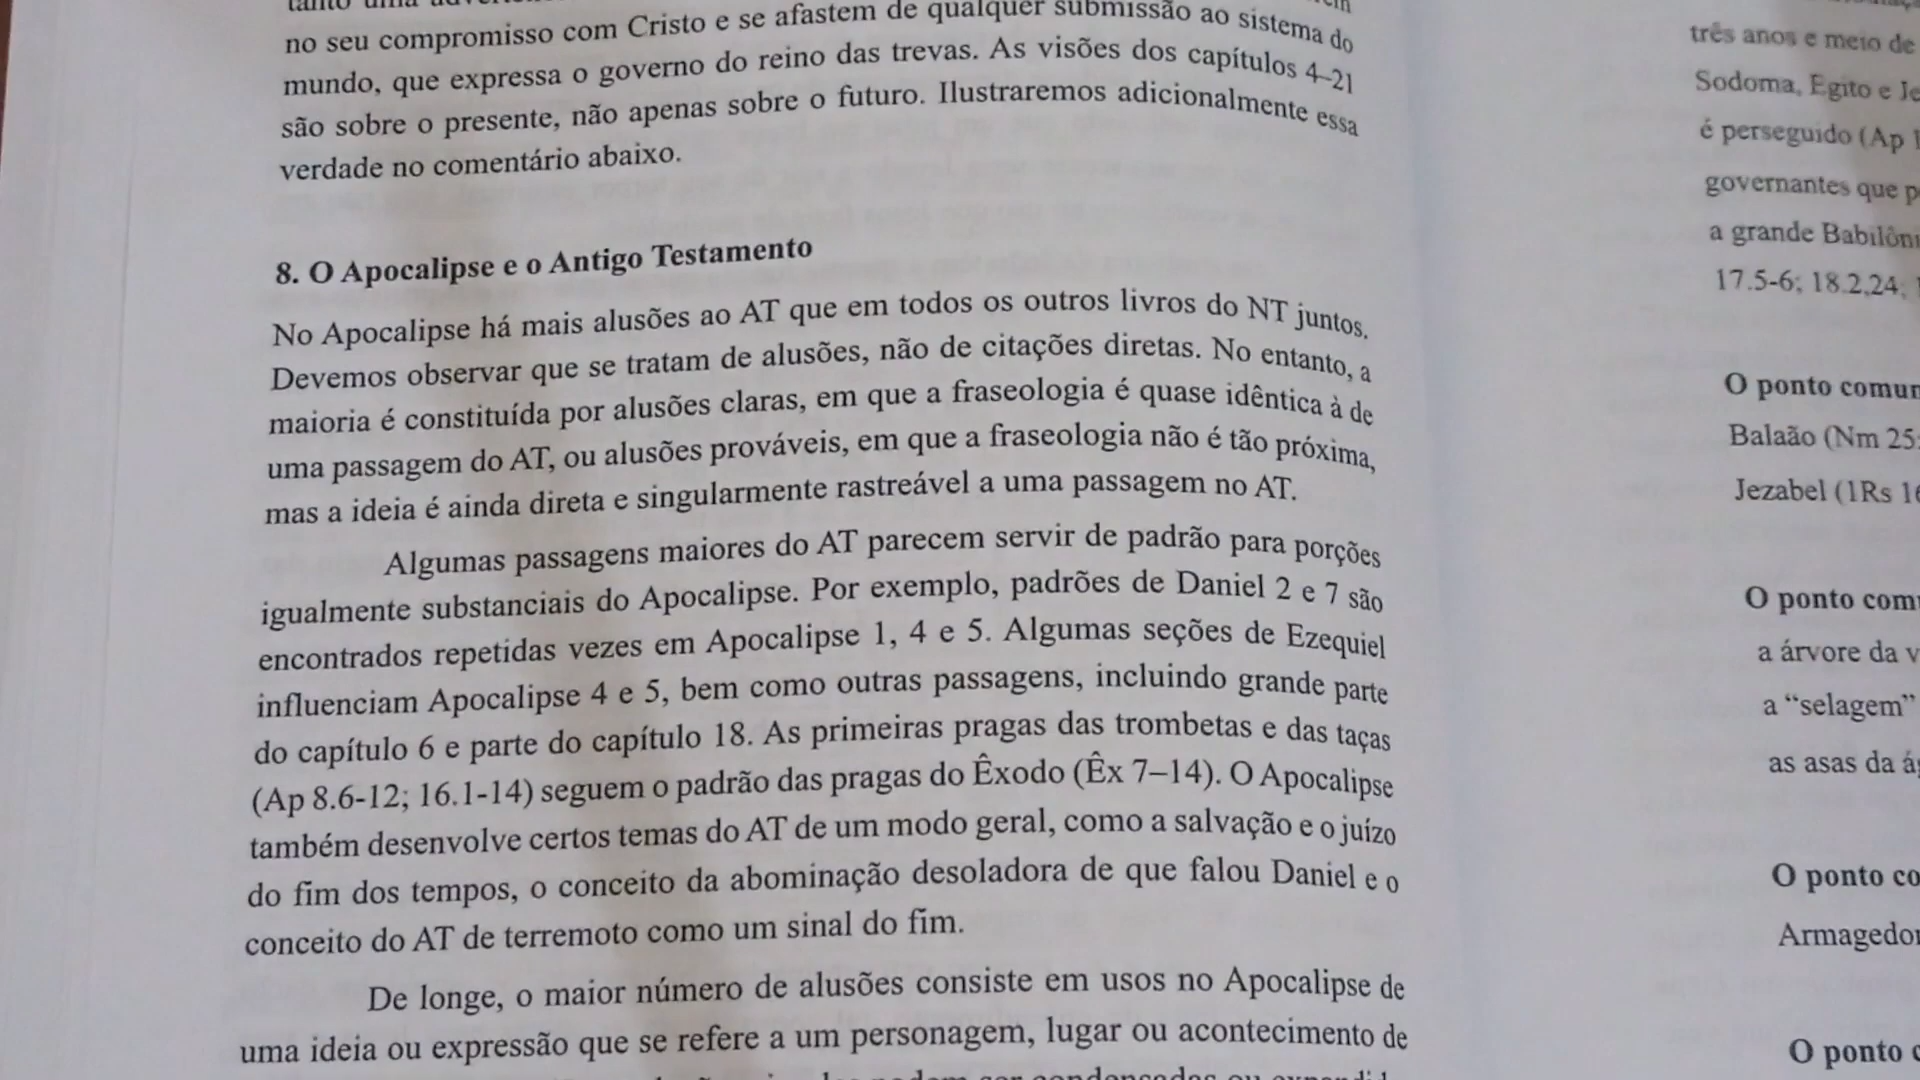 no seu compromisso com Cristo e se afastem de qualquer submissão ao sistema do
mundo, que expressa o governo do reino das trevas. As visões dos capítulos 4–21
são sobre o presente, não apenas sobre o futuro. Ilustraremos adicionalmente essa
verdade no comentário abaixo.
8. O Apocalipse e o Antigo Testamento
No Apocalipse há mais alusões ao AT que em todos os outros livros do NT juntos.
Devemos observar que se tratam de alusões, não de citações diretas. No entanto, a
maioria é constituída por alusões claras, em que a fraseologia é quase idêntica à de
uma passagem do AT, ou alusões prováveis, em que a fraseologia não é tão próxima,
mas a ideia é ainda direta e singularmente rastreável a uma passagem no AT.
Algumas passagens maiores do AT parecem servir de padrão para porções
igualmente substanciais do Apocalipse. Por exemplo, padrões de Daniel 2 e 7 são
encontrados repetidas vezes em Apocalipse 1, 4 e 5. Algumas seções de Ezequiel
influenciam Apocalipse 4 e 5, bem como outras passagens, incluindo grande parte
do capítulo 6 e parte do capítulo 18. As primeiras pragas das trombetas e das taças
(Ap 8.6-12; 16.1-14) seguem o padrão das pragas do Êxodo (Êx 7–14). O Apocalipse
também desenvolve certos temas do AT de um modo geral, como a salvação e o juízo
do fim dos tempos, o conceito da abominação desoladora de que falou Daniel e o
conceito do AT de terremoto como um sinal do fim.
De longe, o maior número de alusões consiste em usos no Apocalipse de
uma ideia ou expressão que se refere a um personagem, lugar ou acontecimento de
três anos e meio de
Sodoma, Egito e
é perseguido (Ap
governantes que
a grande
17.5-6; 18.2,24;
O ponto
Balaão (Nm 25
Jezabel (1Rs
O ponto
a árvore da
a “selagem”
as asas da
O ponto
O ponto